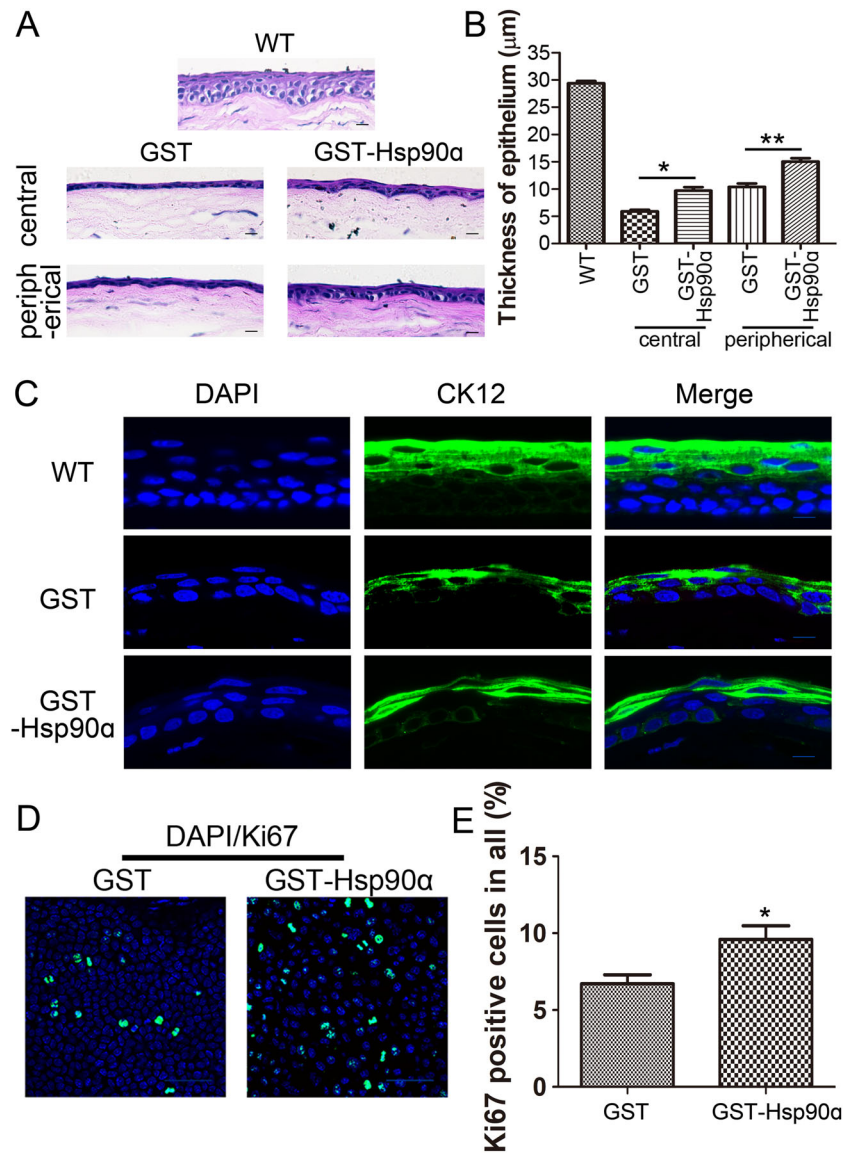 A
WT
GST
GST-Hsp90α
central
periph
-erical
B
Thickness of epithelium (μm)
35
30
25
20
15
10
5
0
*
**
WT
GST
GST-
Hsp90α
GST
GST-
Hsp90α
central
peripherical
C
DAPI
CK12
Merge
WT
GST
GST
-Hsp90α
D
DAPI/Ki67
GST
GST-Hsp90α
E
Ki67 positive cells in all (%)
15
10
5
0
*
GST
GST-Hsp90α